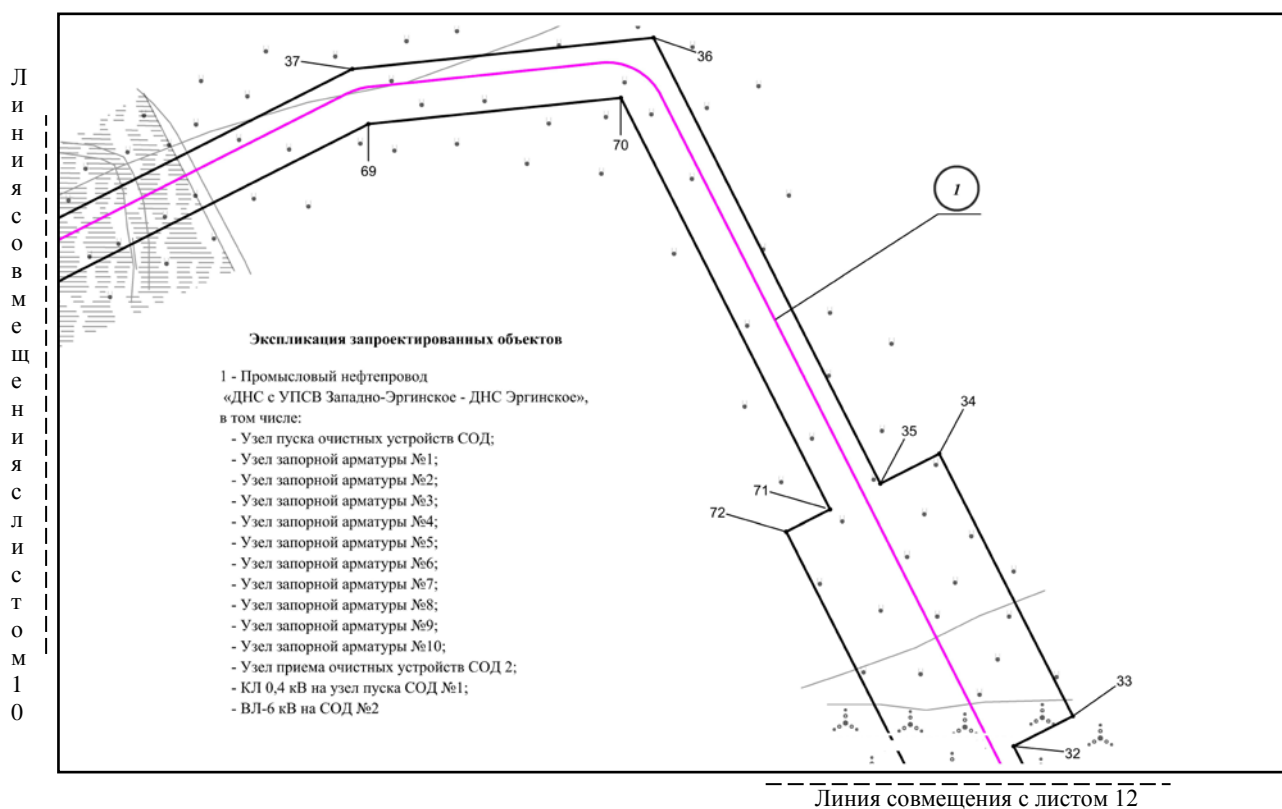 Линия совмещения с листом 10
37
36
69
70
1
Экспликация запроектированных объектов
1 - Промысловый нефтепровод
«ДНС с УПСВ Западно-Эргинское - ДНС Эргинское»,
в том числе:
- Узел пуска очистных устройств СОД;
- Узел запорной арматуры №1;
- Узел запорной арматуры №2;
- Узел запорной арматуры №3;
- Узел запорной арматуры №4;
- Узел запорной арматуры №5;
- Узел запорной арматуры №6;
- Узел запорной арматуры №7;
- Узел запорной арматуры №8;
- Узел запорной арматуры №9;
- Узел запорной арматуры №10;
- Узел приема очистных устройств СОД 2;
- КЛ 0,4 кВ на узел пуска СОД №1;
- ВЛ-6 кВ на СОД №2
34
35
71
72
33
32
Линия совмещения с листом 12